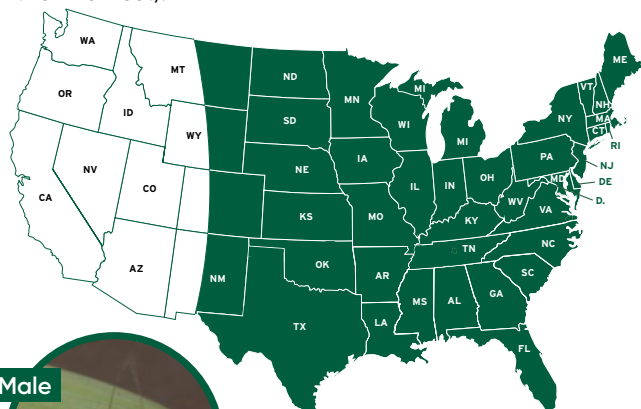 WA
ME
MT
ND
VT
OR
MN
MI
NH
ID
SD
NY
MA
WI
WY
CT
MI
RI
PA
IA
NJ
NV
NE
OH
IL
IN
MD
DE
CO
WV
CA
D.
VA
KS
MO
KY
NC
TN
OK
AZ
AR
NM
SC
MS
AL
GA
LA
TX
FL
Male